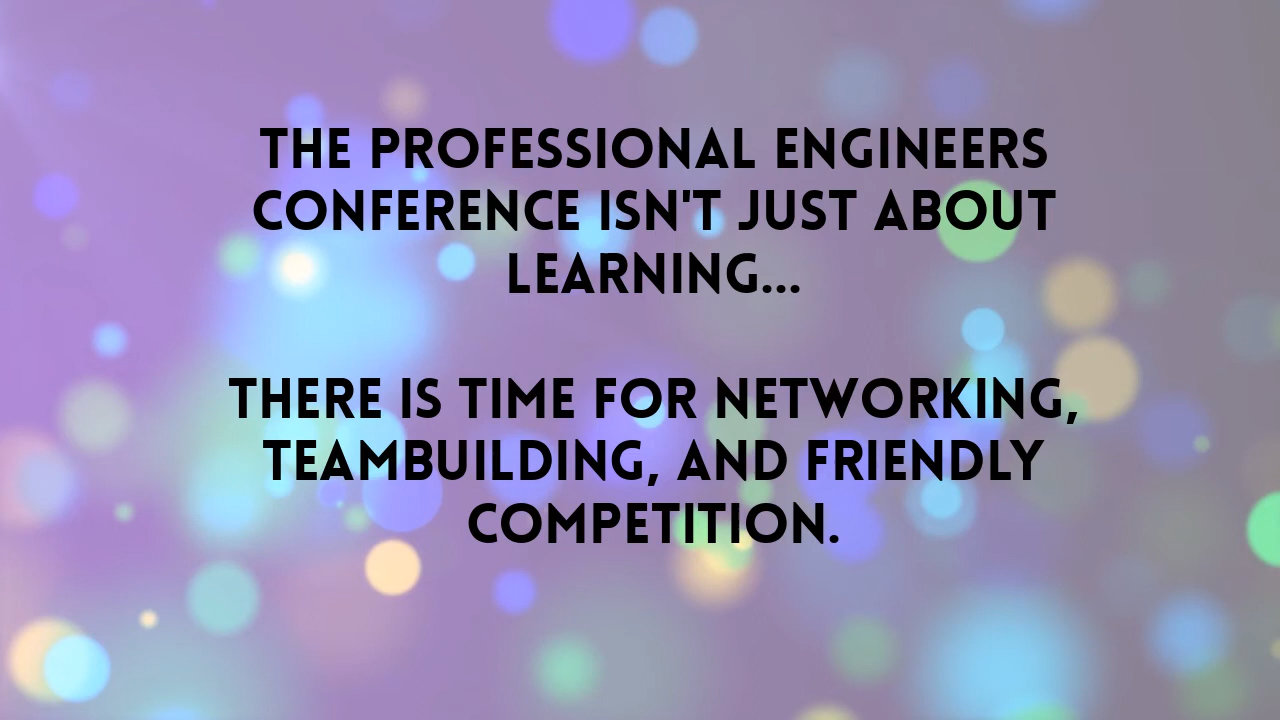 THE PROFESSIONAL ENGINEERS
CONFERENCE ISN'T JUST ABOUT
LEARNING...
THERE IS TIME FOR NETWORKING,
TEAMBUILDING, AND FRIENDLY
COMPETITION.